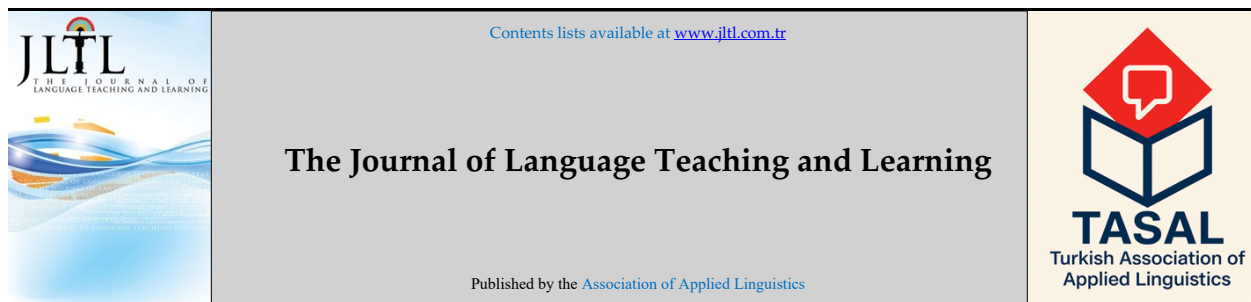 JLTL
THE JOURNAL OF
LANGUAGE TEACHING AND LEARNING
Contents lists available at www.jltl.com.tr
The Journal of Language Teaching and Learning
Published by the Association of Applied Linguistics
TASAL
Turkish Association of
Applied Linguistics